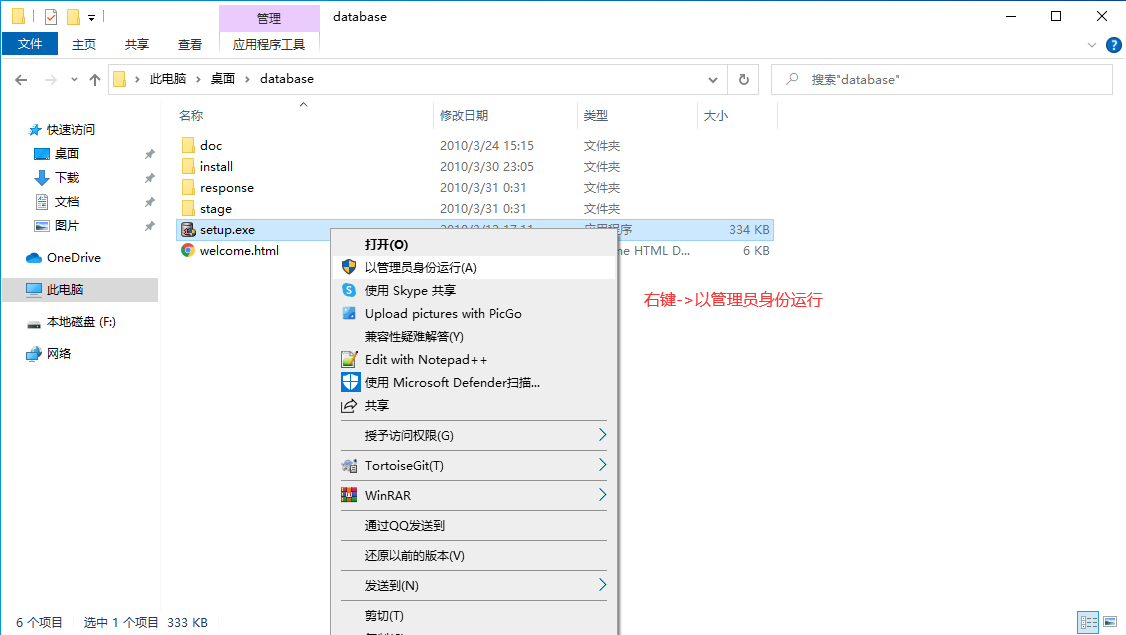 管理
database
文件
主页
共享
查看
应用程序工具
此电脑 › 桌面 › database
搜索"database"
名称
修改日期
类型
大小
快速访问
桌面
下载
文档
图片
OneDrive
此电脑
本地磁盘 (F:)
网络
doc 2010/3/24 15:15 文件夹
install 2010/3/30 23:05 文件夹
response 2010/3/31 0:31 文件夹
stage 2010/3/31 0:31 文件夹
setup.exe 334 KB
welcome.html HTML D... 6 KB
打开(O)
以管理员身份运行(A)
使用 Skype 共享
Upload pictures with PicGo
兼容性疑难解答(Y)
Edit with Notepad++
使用 Microsoft Defender扫描...
共享
授予访问权限(G)
TortoiseGit(T)
WinRAR
通过QQ发送到
还原以前的版本(V)
发送到(N)
剪切(T)
右键->以管理员身份运行
6 个项目 选中 1 个项目 333 KB